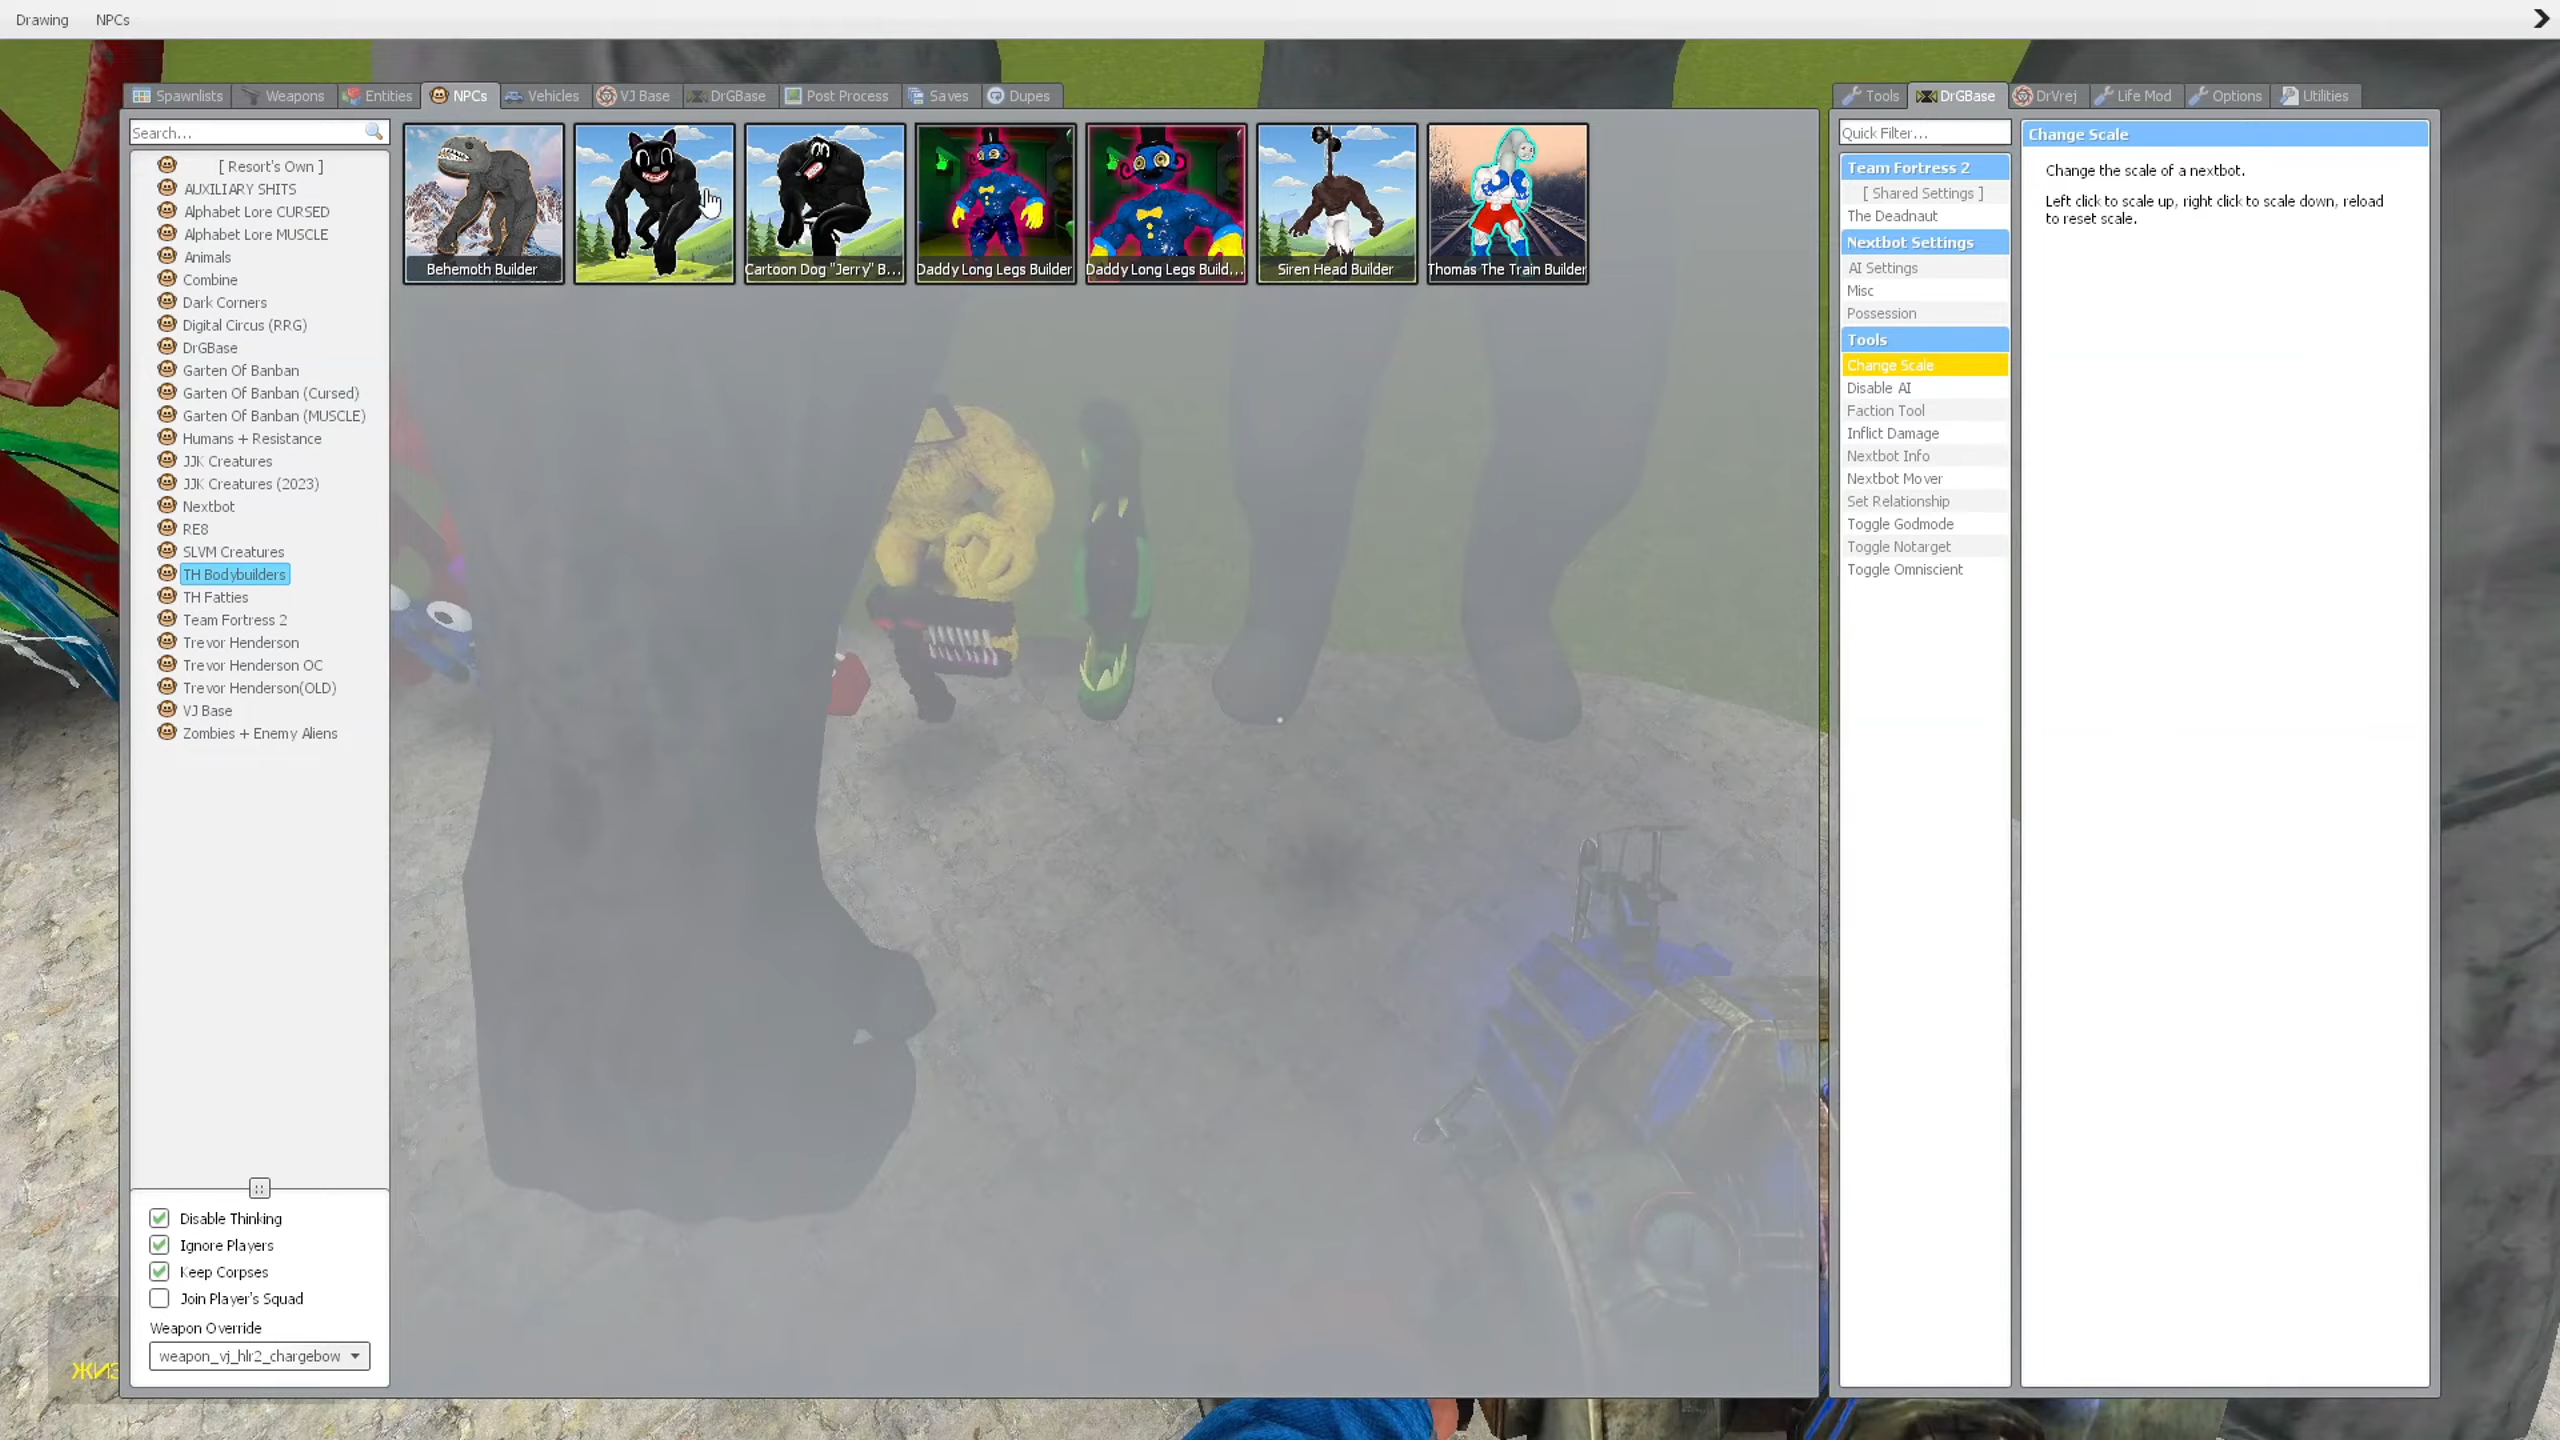 Drawing NPCs
Spawnlists Weapons Entities NPCs Vehicles VJ Base DrGBase Post Process Saves Dupes
Search...
[ Resort's Own ]
AUXILIARY SHITS
Alphabet Lore CURSED
Alphabet Lore MUSCLE
Animals
Combine
Dark Corners
Digital Circus (RRG)
DrGBase
Garten Of Banban
Garten Of Banban (Cursed)
Garten Of Banban (MUSCLE)
Humans + Resistance
JJK Creatures
JJK Creatures (2023)
Nextbot
RE8
SLVM Creatures
TH Bodybuilders
TH Fatties
Team Fortress 2
Trevor Henderson
Trevor Henderson OC
Trevor Henderson(OLD)
VJ Base
Zombies + Enemy Aliens
Disable Thinking
Ignore Players
Keep Corpses
Join Player's Squad
Weapon Override
weapon_vj_hlr2_chargebow
ЖИЗ
Behemoth Builder
Cartoon Dog "Jerry" B...
Daddy Long Legs Builder
Daddy Long Legs Build...
Siren Head Builder
Thomas The Train Builder
Tools DrGBase DrVrej Life Mod Options Utilities
Quick Filter...
Team Fortress 2
[ Shared Settings ]
The Deadnaut
Nextbot Settings
AI Settings
Misc
Possession
Tools
Change Scale
Disable AI
Faction Tool
Inflict Damage
Nextbot Info
Nextbot Mover
Set Relationship
Toggle Godmode
Toggle Notarget
Toggle Omniscient
Change Scale
Change the scale of a nextbot.
Left click to scale up, right click to scale down, reload
to reset scale.